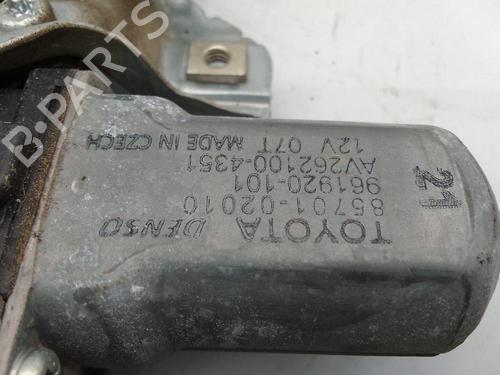 DENSO
TOYOTA
85701-02010
961920-101
AV262100-4351
12V 07T MADE IN CZECH
21
B-PARTS